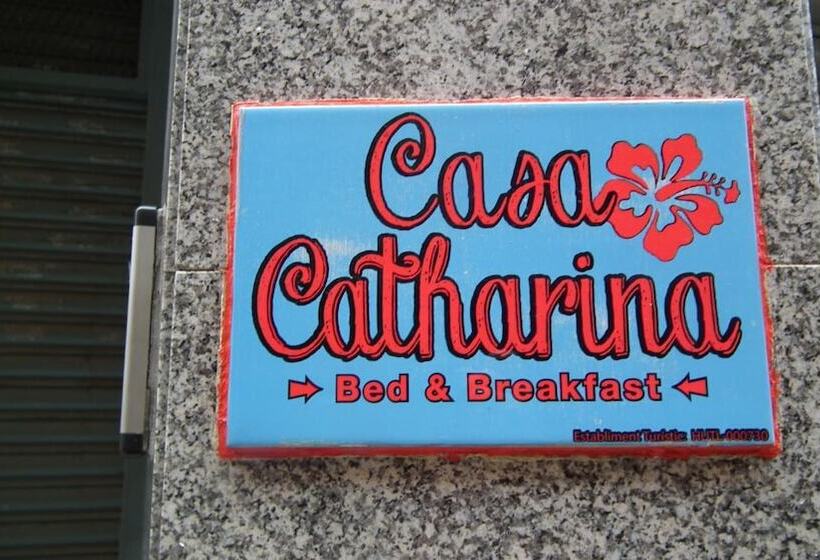 Casa
Catharina
Bed & Breakfast
Establiment Turístic: HUTL-000730